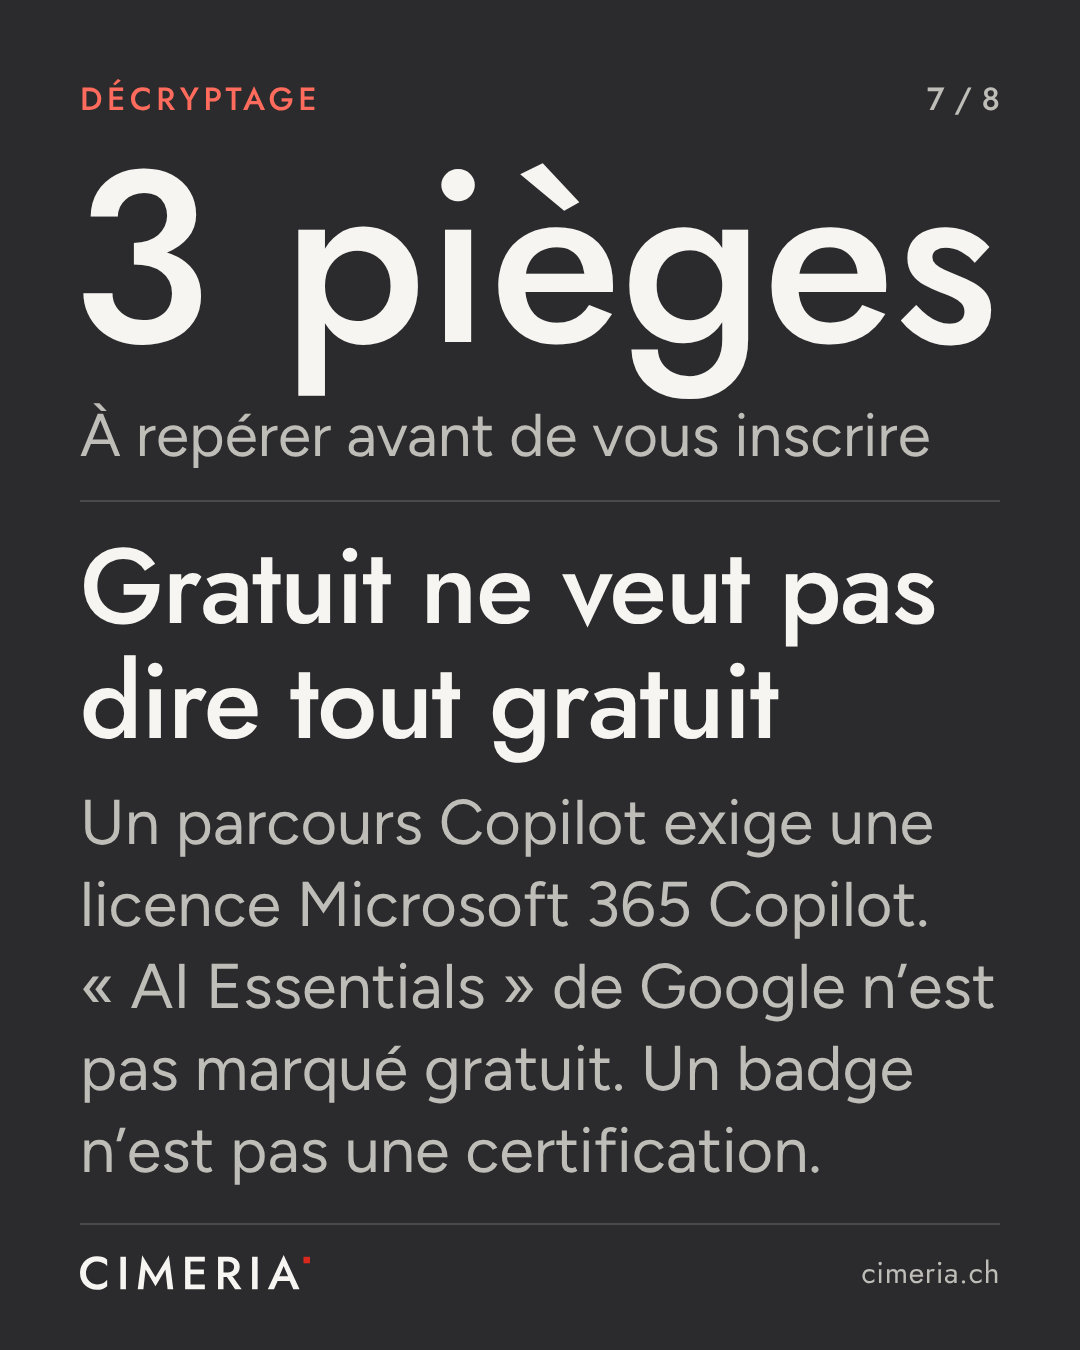 DÉCRYPTAGE
7 / 8
3 pièges
À repérer avant de vous inscrire
Gratuit ne veut pas
dire tout gratuit
Un parcours Copilot exige une
licence Microsoft 365 Copilot.
« AI Essentials » de Google n’est
pas marqué gratuit. Un badge
n’est pas une certification.
CIMERIA
cimeria.ch